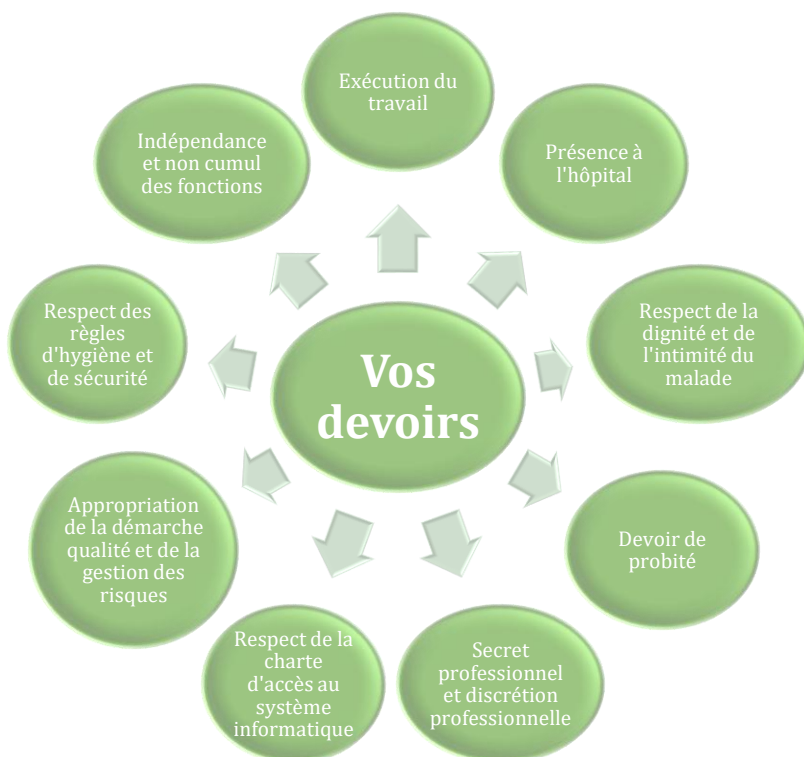 Exécution du
travail
Présence à
l'hôpital
Respect de la
dignité et de
l'intimité du
malade
Devoir de
probité
Secret
professionnel
et discrétion
professionnelle
Respect de la
charte
d'accès au
système
informatique
Appropriation
de la démarche
qualité et de la
gestion des
risques
Respect des
règles
d'hygiène et
de sécurité
Indépendance
et non cumul
des fonctions
Vos
devoirs